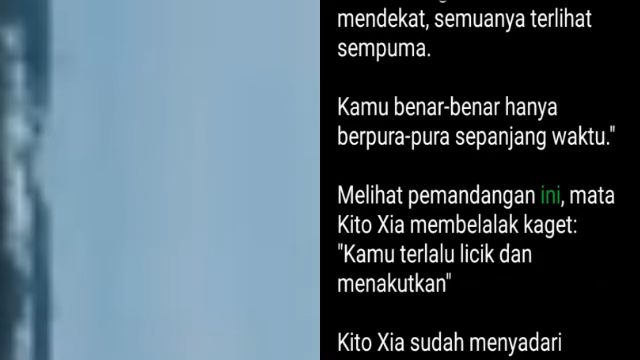 mendekat, semuanya terlihat
sempuma.
Kamu benar-benar hanya
berpura-pura sepanjang waktu."
Melihat pemandangan ini, mata
Kito Xia membelalak kaget:
"Kamu terlalu licik dan
menakutkan"
Kito Xia sudah menyadari